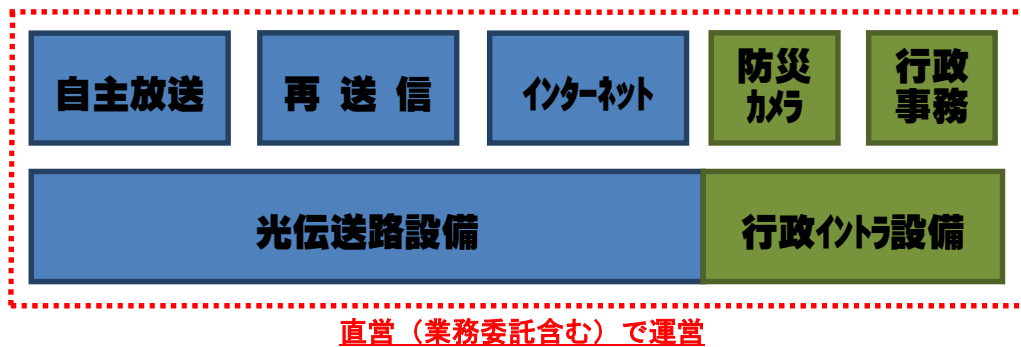 自主放送
再送信
インターネット
防災
カメラ
行政
事務
光伝送路設備
行政イントラ設備
直営（業務委託含む）で運営